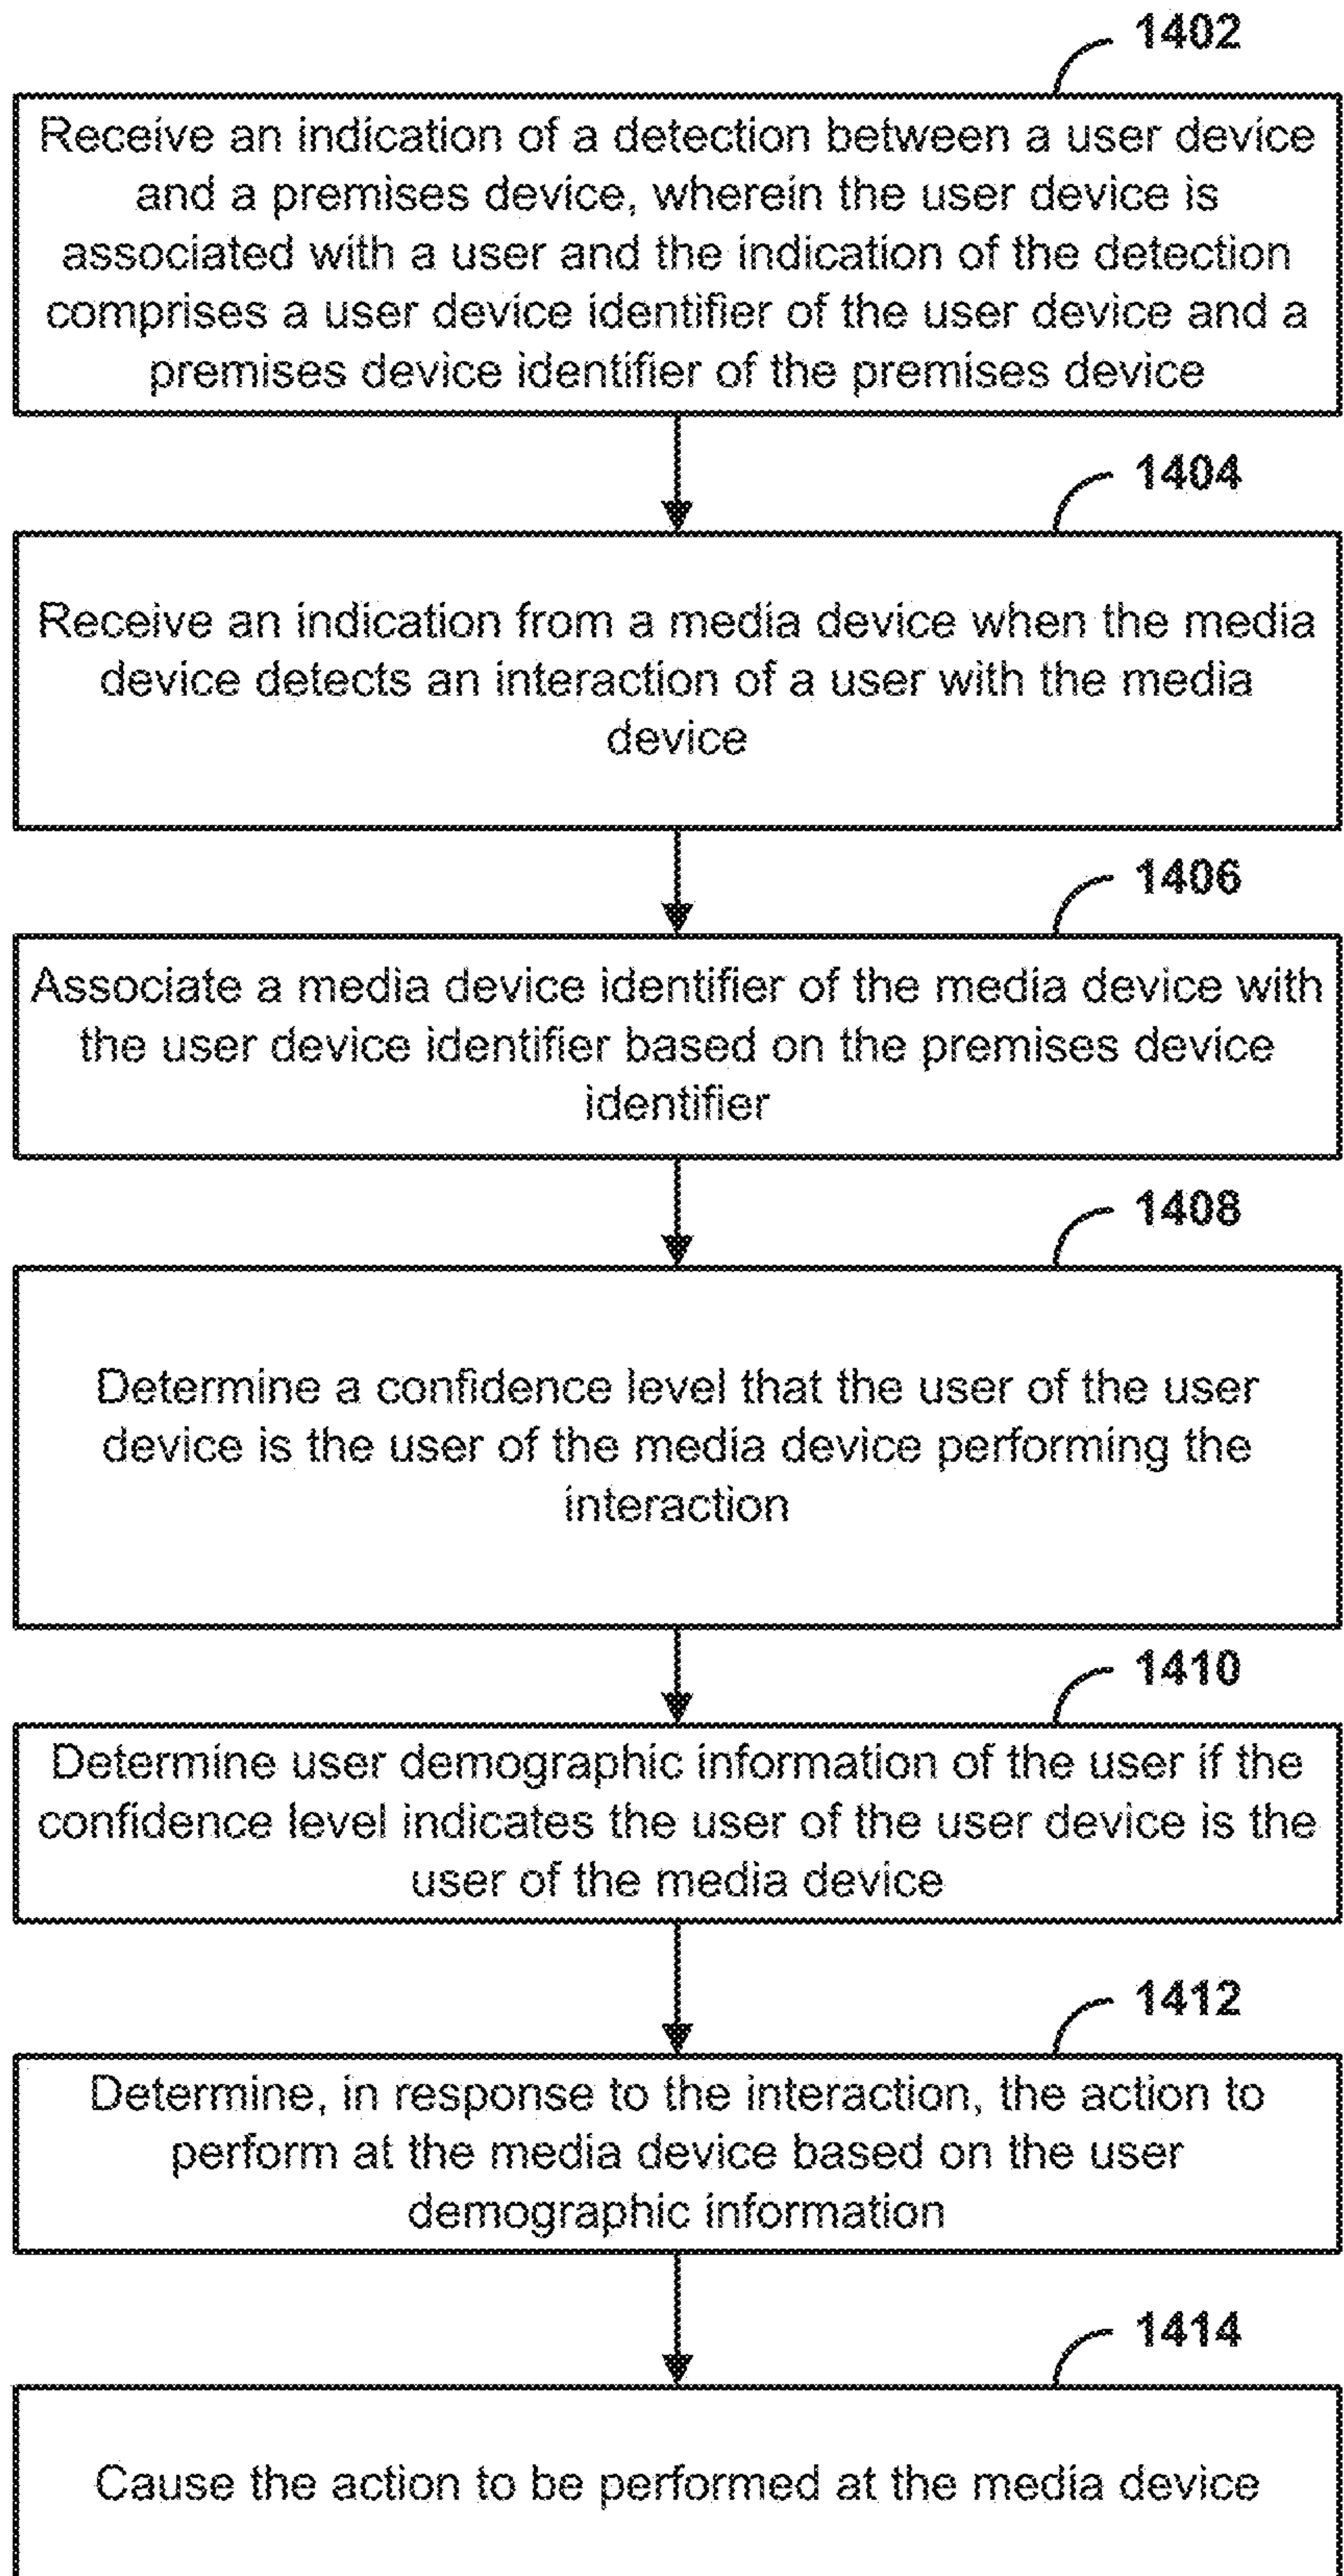 1402
Receive an indication of a detection between a user device
and a premises device, wherein the user device is
associated with a user and the indication of the detection
comprises a user device identifier of the user device and a
premises device identifier of the premises device
1404
Receive an indication from a media device when the media
device detects an interaction of a user with the media
device
1406
Associate a media device identifier of the media device with
the user device identifier based on the premises device
identifier
1408
Determine a confidence level that the user of the user
device is the user of the media device performing the
interaction
1410
Determine user demographic information of the user if the
confidence level indicates the user of the user device is the
user of the media device
1412
Determine, in response to the interaction, the action to
perform at the media device based on the user
demographic information
1414
Cause the action to be performed at the media device